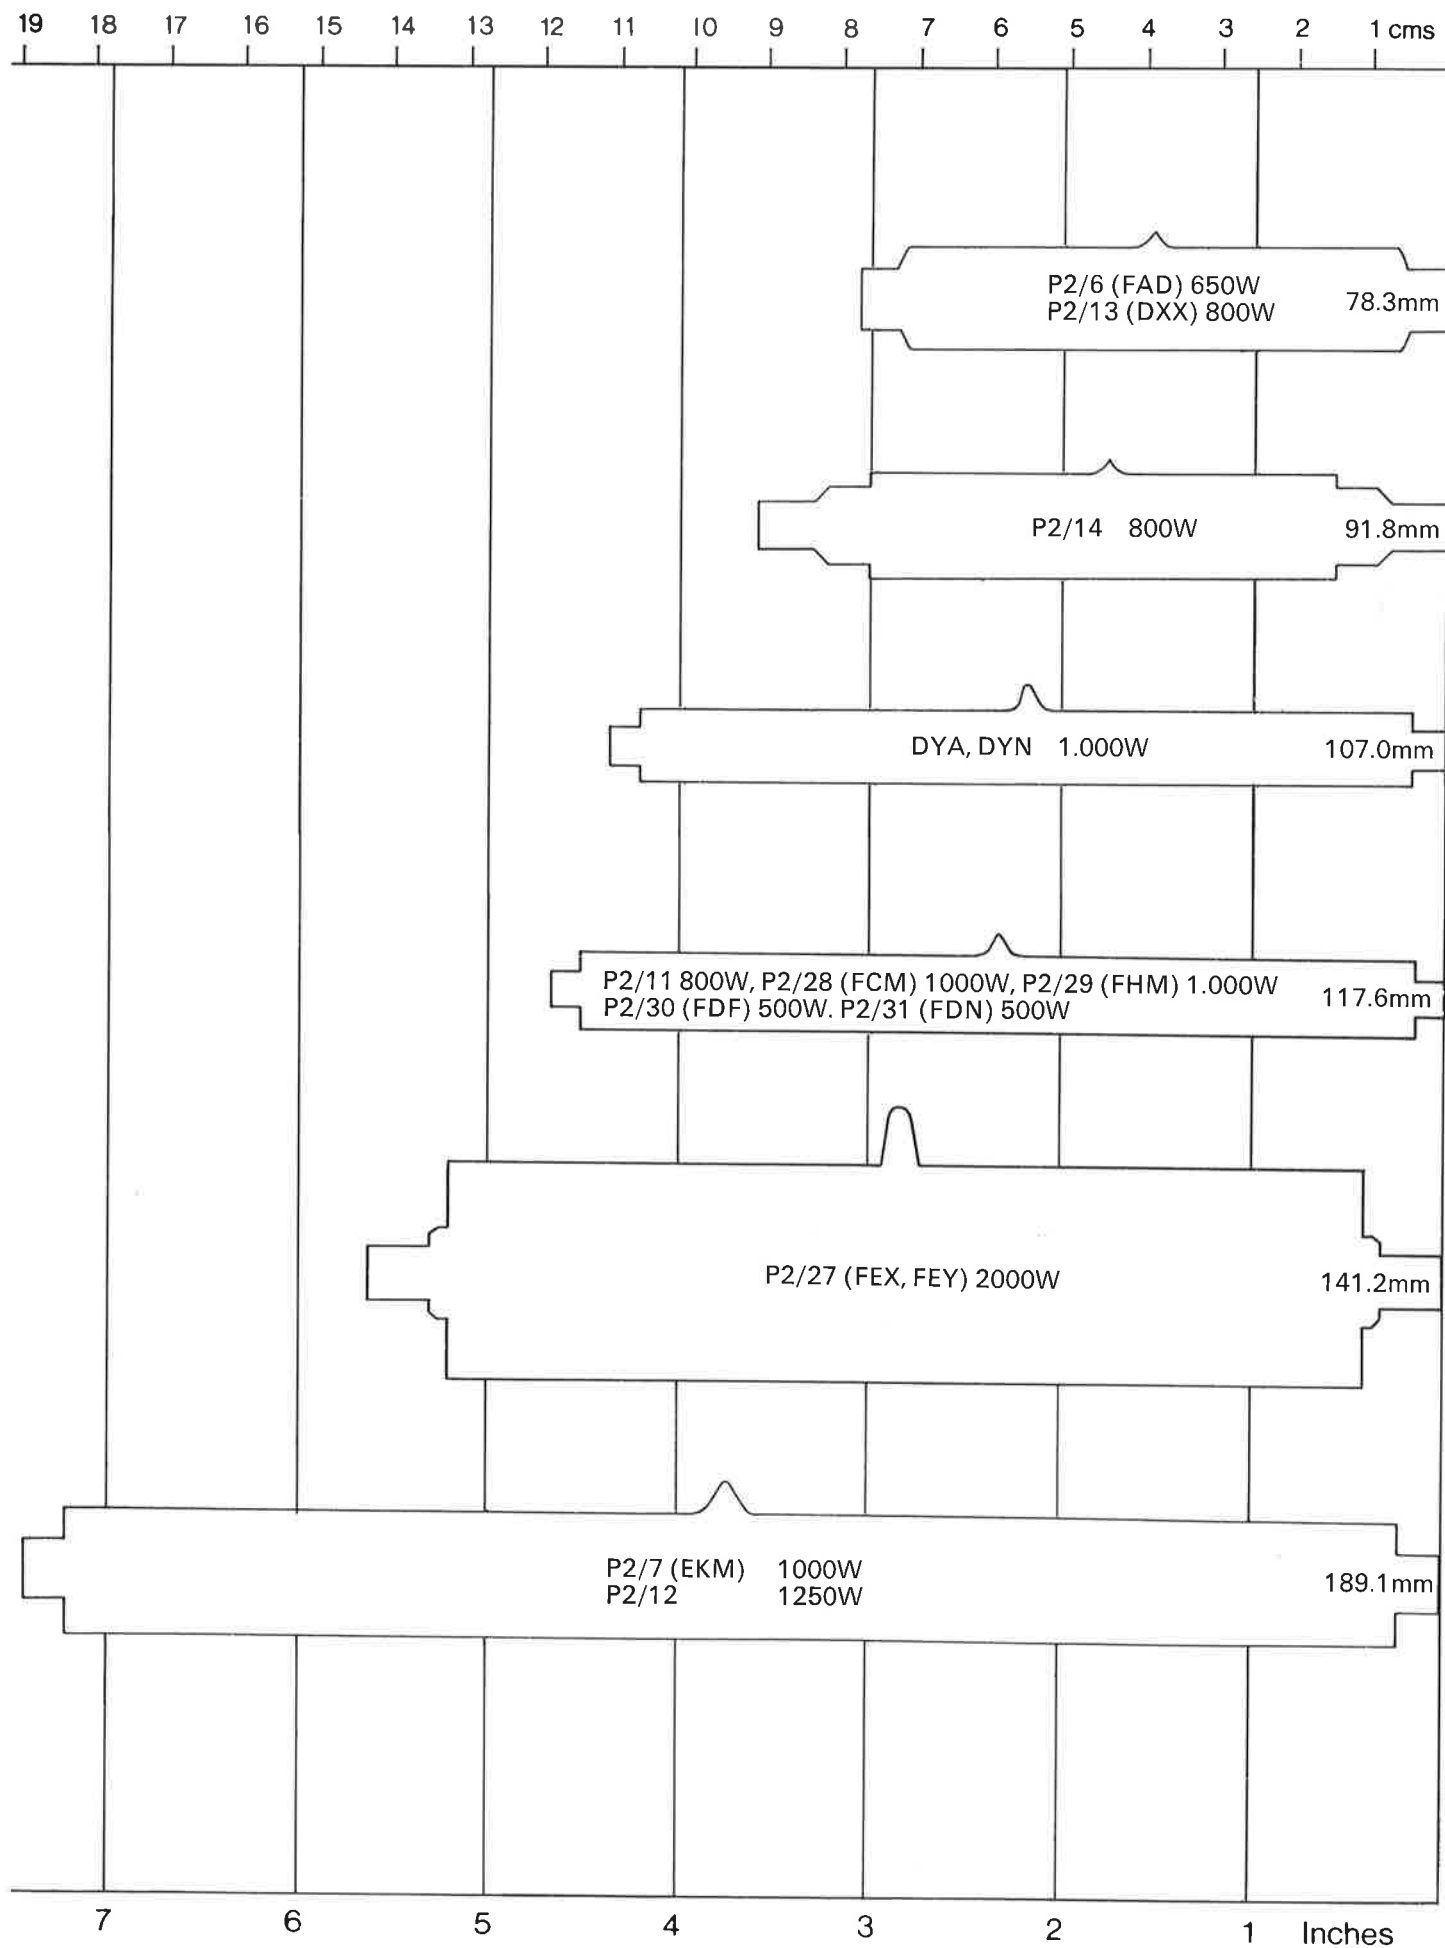 19 18 17 16 15 14 13 12 11 10 9 8 7 6 5 4 3 2 1 cms
P2/6 (FAD) 650W
P2/13 (DXX) 800W
78.3mm
P2/14 800W
91.8mm
DYA, DYN 1.000W
107.0mm
P2/11 800W, P2/28 (FCM) 1000W, P2/29 (FHM) 1.000W
P2/30 (FDF) 500W. P2/31 (FDN) 500W
117.6mm
P2/27 (FEX, FEY) 2000W
141.2mm
P2/7 (EKM) 1000W
P2/12 1250W
189.1mm
7 6 5 4 3 2 1 Inches